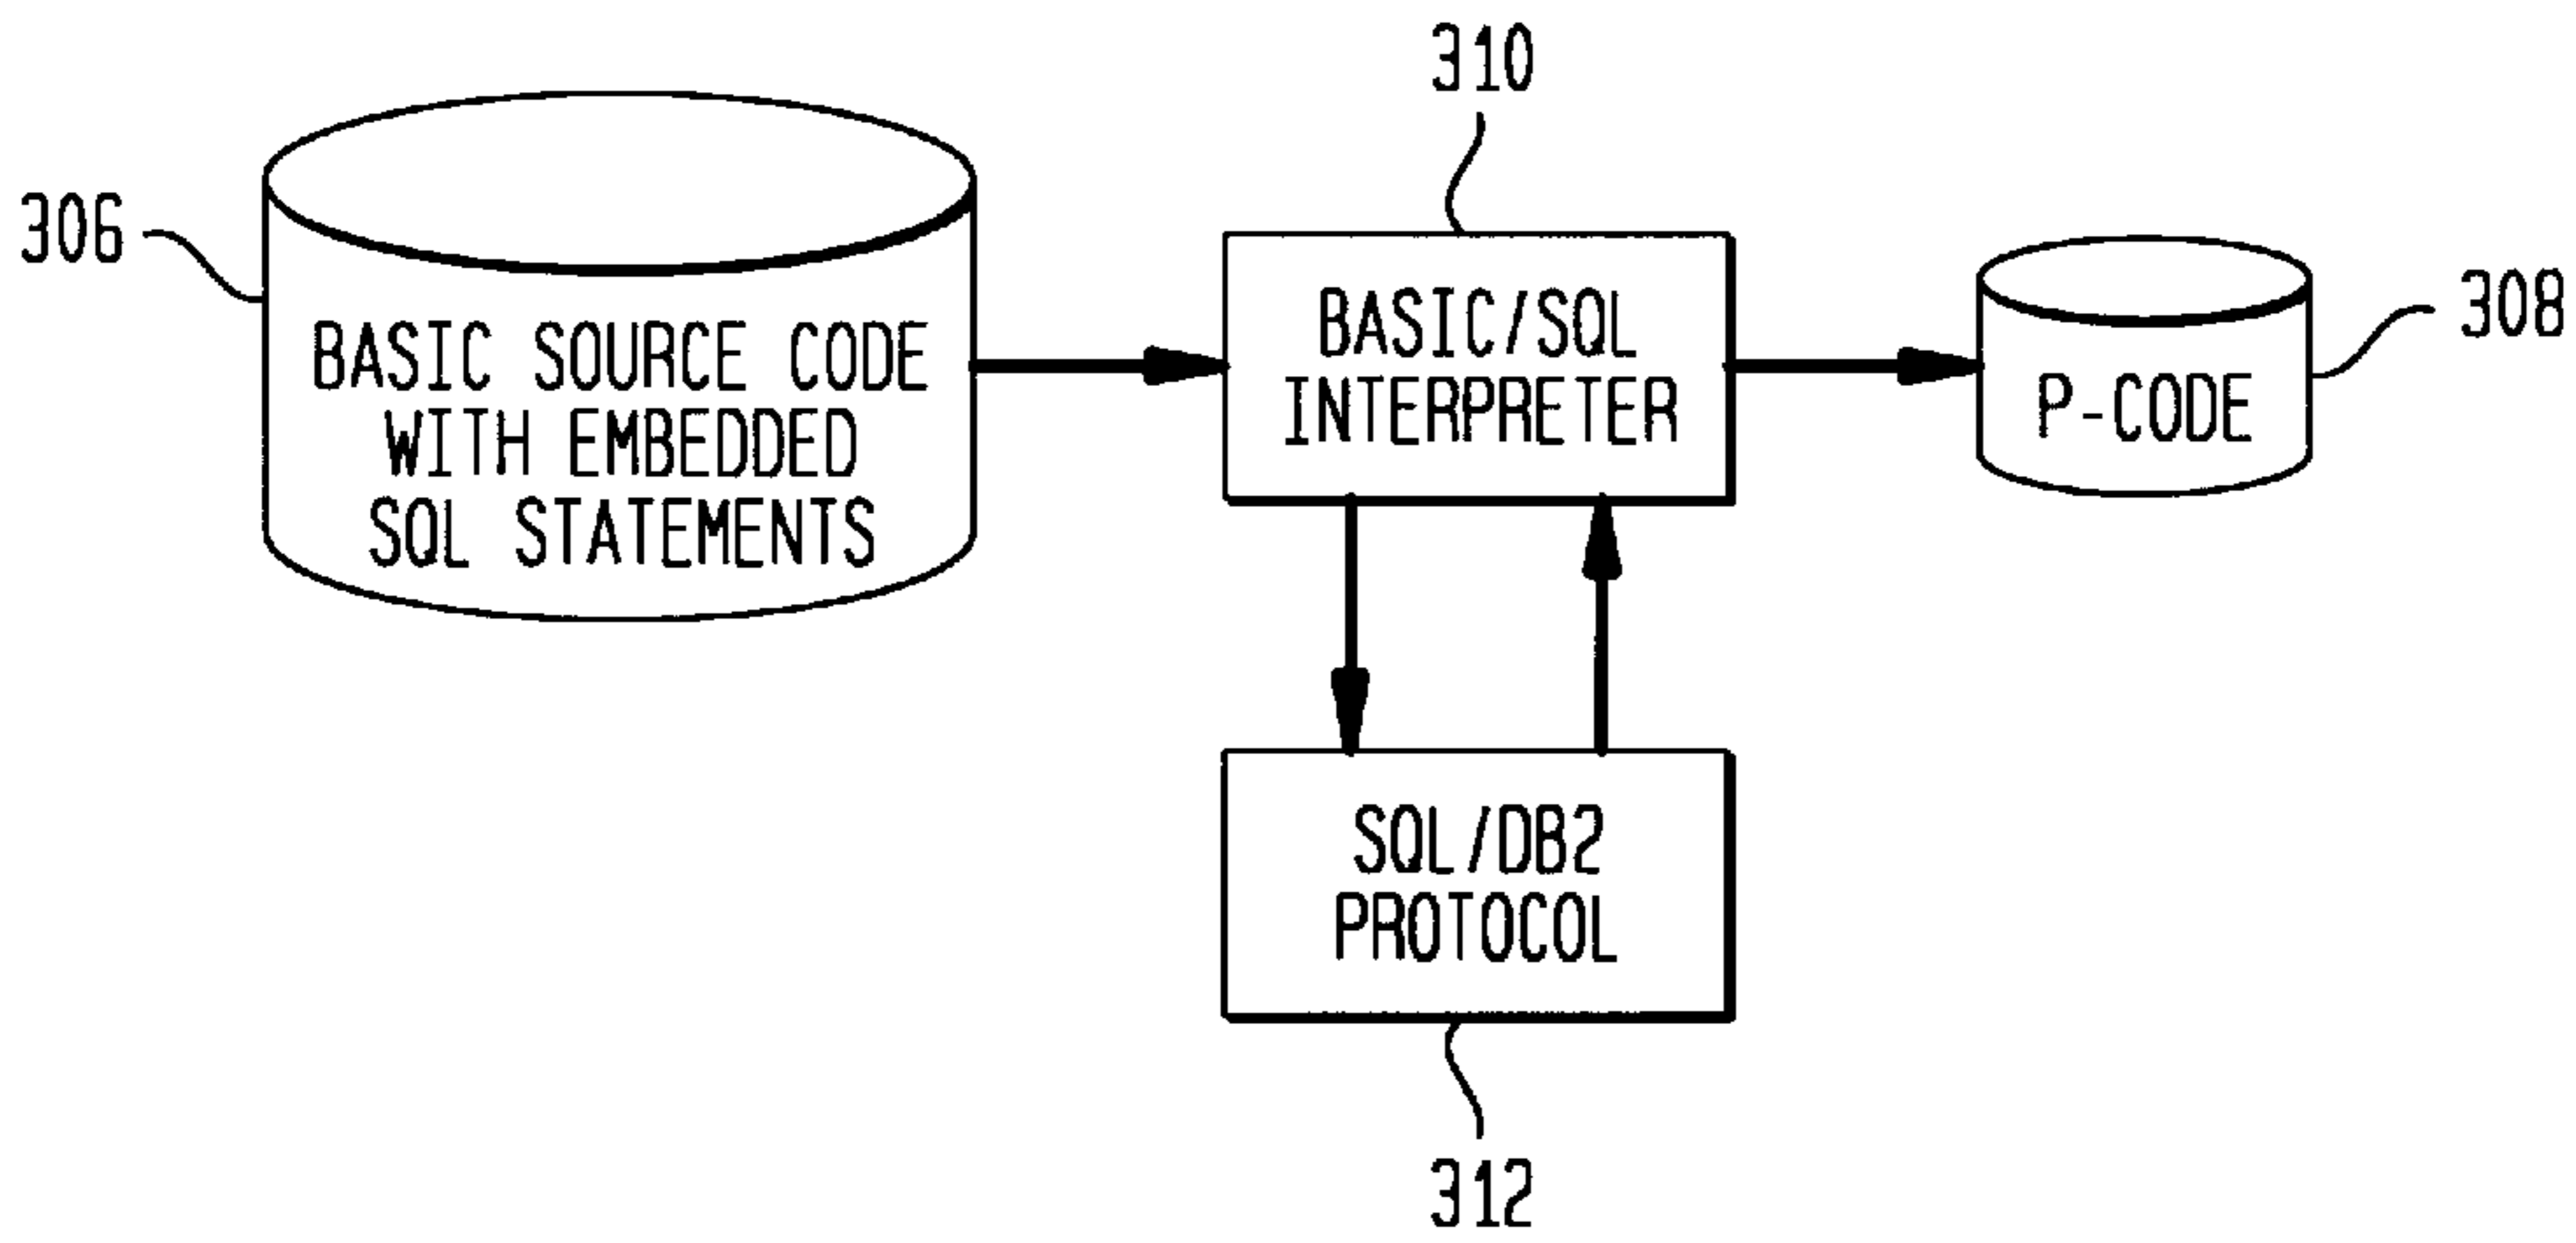 310
306
BASIC SOURCE CODE
WITH EMBEDDED
SQL STATEMENTS
BASIC/SQL
INTERPRETER
P-CODE
308
SQL/DB2
PROTOCOL
312